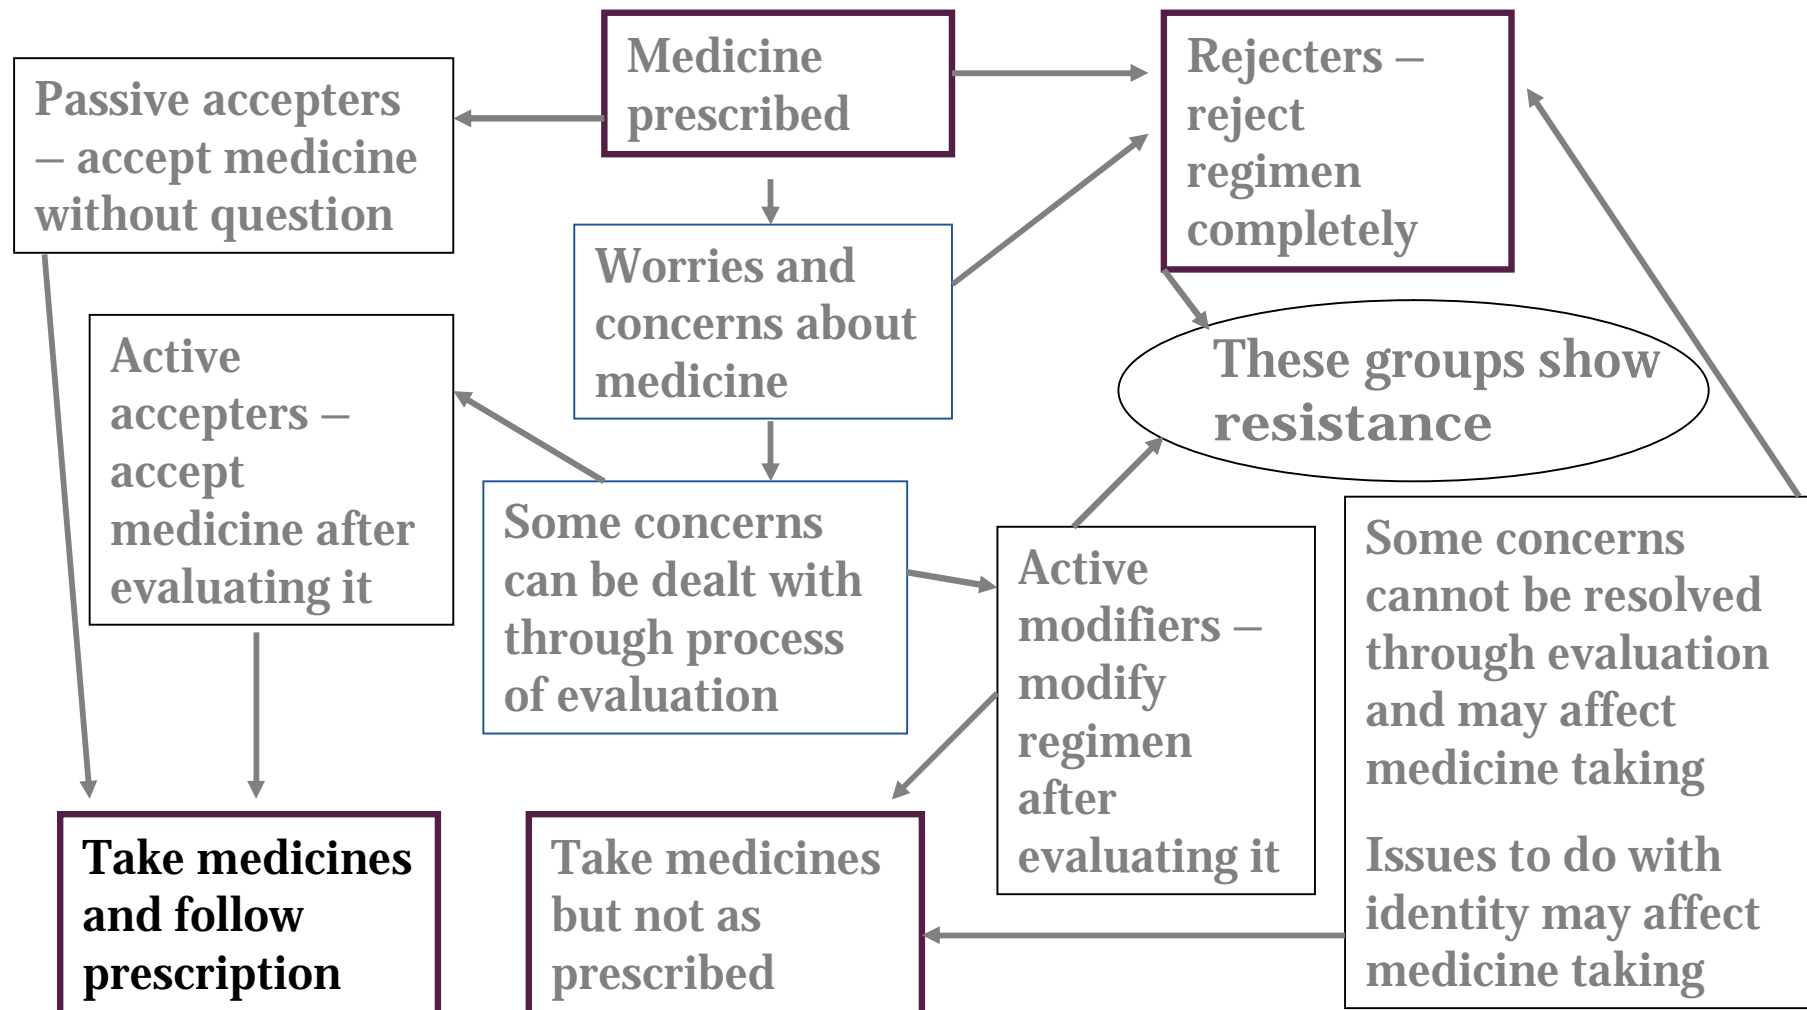 Medicine
prescribed
Rejecters –
reject
regimen
completely
Passive accepters
– accept medicine
without question
Worries and
concerns about
medicine
These groups show
resistance
Active
accepters –
accept
medicine after
evaluating it
Some concerns
can be dealt with
through process
of evaluation
Active
modifiers –
modify
regimen
after
evaluating it
Some concerns
cannot be resolved
through evaluation
and may affect
medicine taking
Issues to do with
identity may affect
medicine taking
Take medicines
and follow
prescription
Take medicines
but not as
prescribed